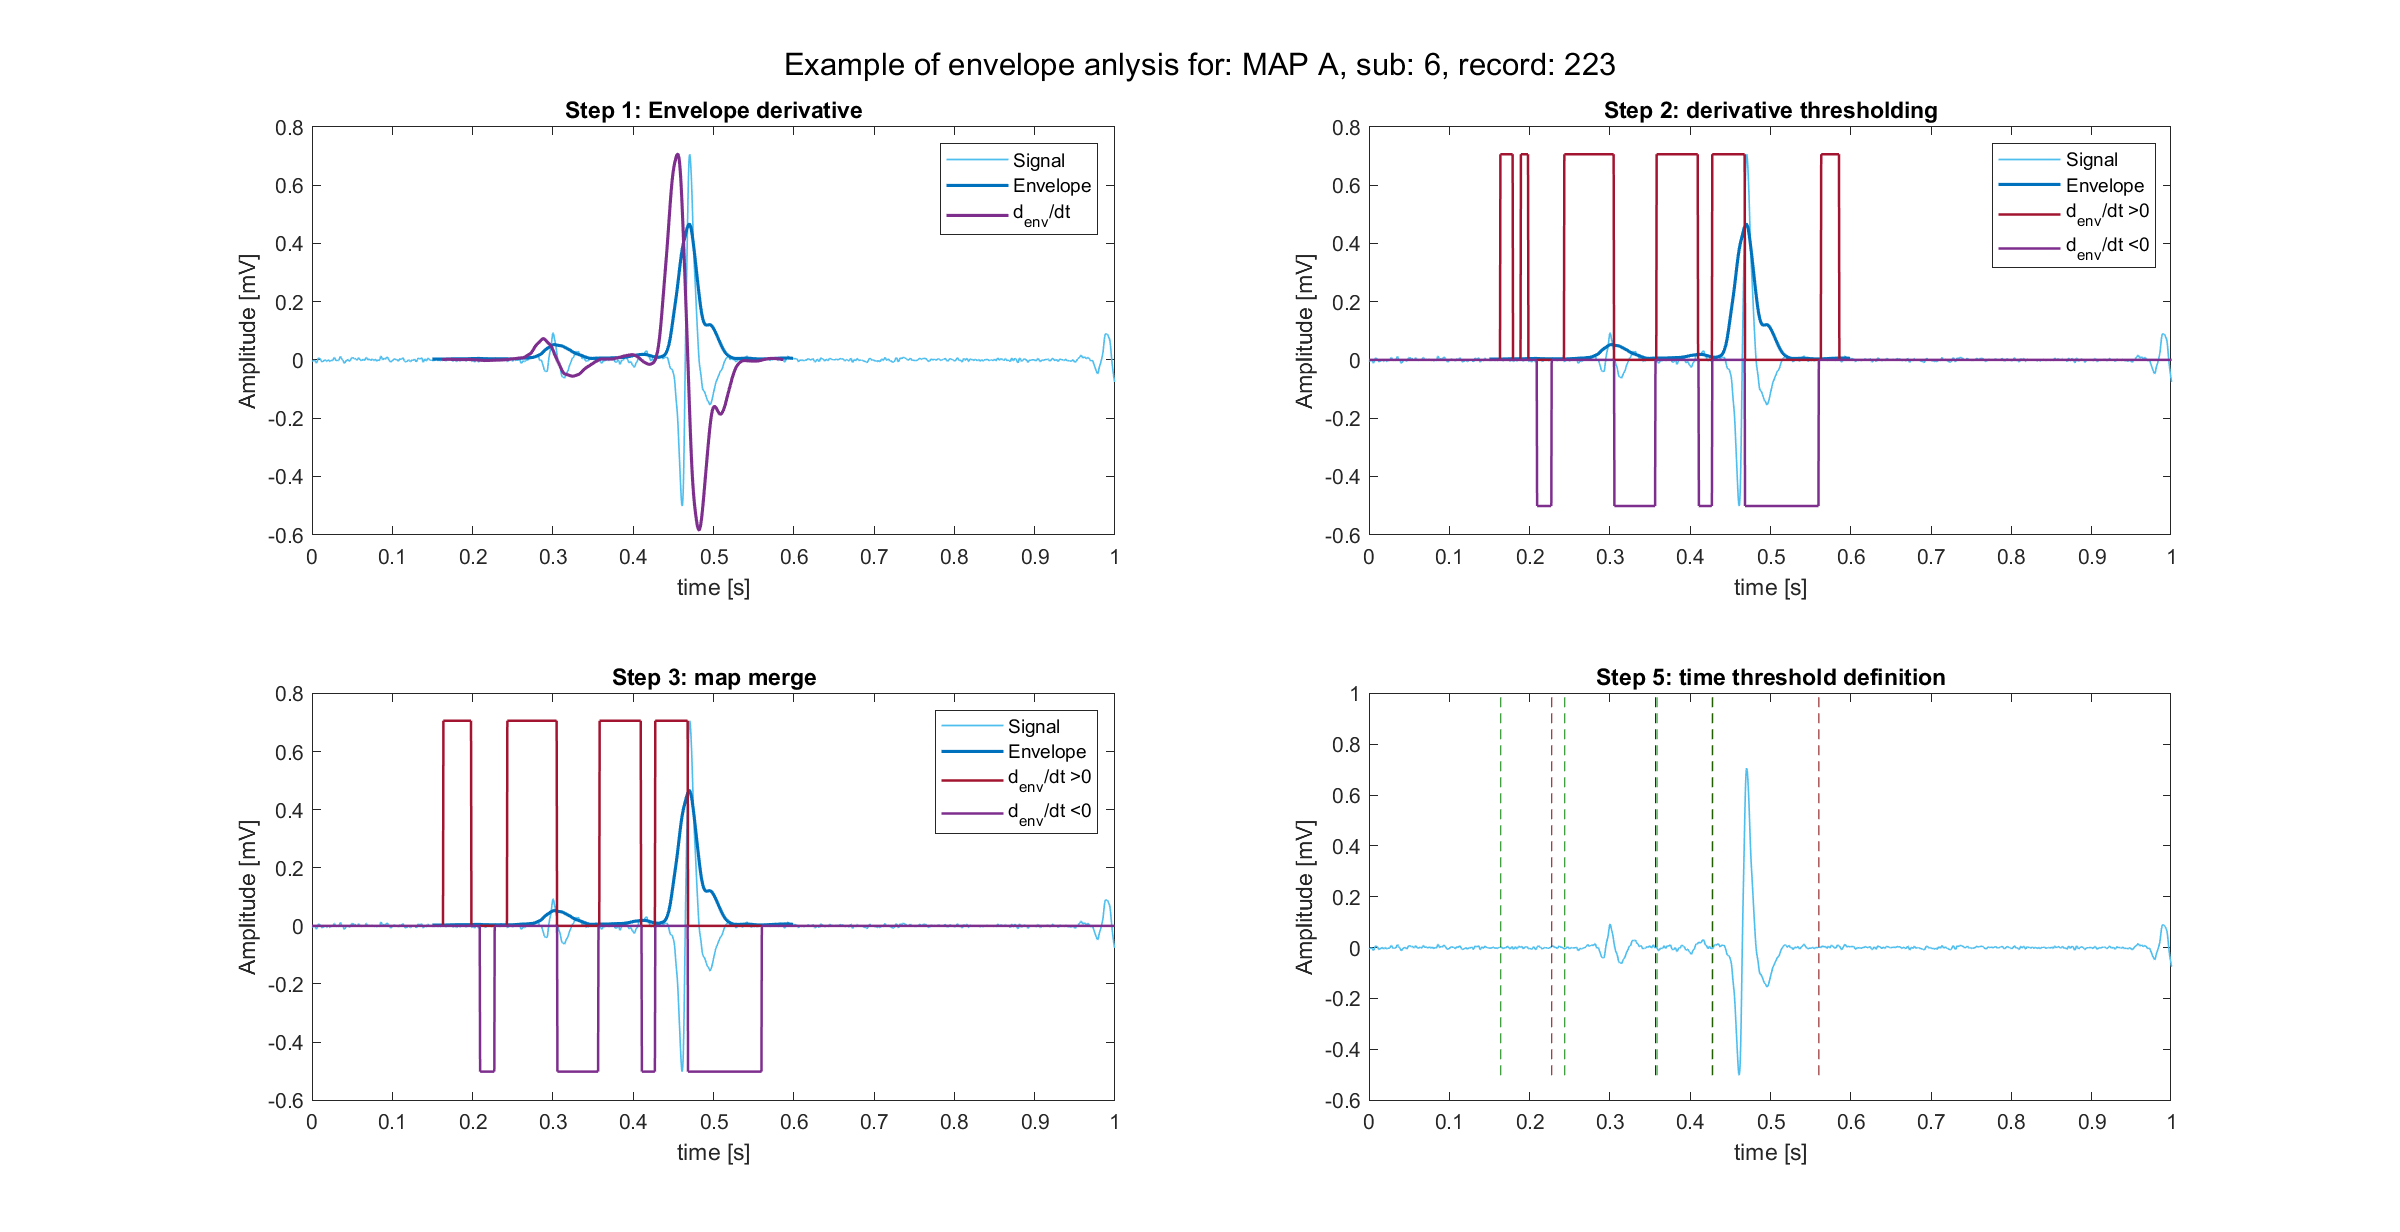 Example of envelope anlysis for: MAP A, sub: 6, record: 223
Step 1: Envelope derivative
0.8
0.6
0.4
0.2
0
-0.2
-0.4
-0.6
Amplitude [mV]
0 0.1 0.2 0.3 0.4 0.5 0.6 0.7 0.8 0.9 1
time [s]
Signal
Envelope
d_env/dt
Step 2: derivative thresholding
0.8
0.6
0.4
0.2
0
-0.2
-0.4
-0.6
Amplitude [mV]
0 0.1 0.2 0.3 0.4 0.5 0.6 0.7 0.8 0.9 1
time [s]
Signal
Envelope
d_env/dt >0
d_env/dt <0
Step 3: map merge
0.8
0.6
0.4
0.2
0
-0.2
-0.4
-0.6
Amplitude [mV]
0 0.1 0.2 0.3 0.4 0.5 0.6 0.7 0.8 0.9 1
time [s]
Signal
Envelope
d_env/dt >0
d_env/dt <0
Step 5: time threshold definition
1
0.8
0.6
0.4
0.2
0
-0.2
-0.4
-0.6
Amplitude [mV]
0 0.1 0.2 0.3 0.4 0.5 0.6 0.7 0.8 0.9 1
time [s]